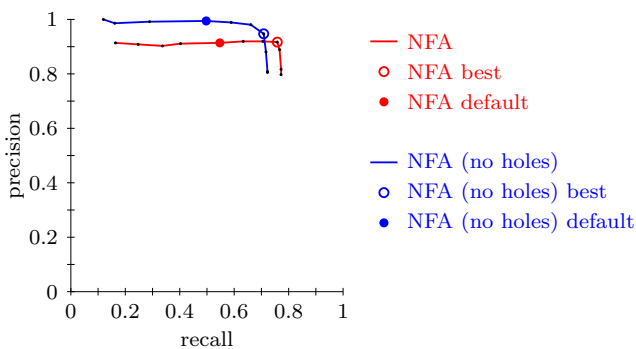 1
0.8
0.6
0.4
0.2
0
precision
0 0.2 0.4 0.6 0.8 1
recall
NFA
NFA best
NFA default
NFA (no holes)
NFA (no holes) best
NFA (no holes) default